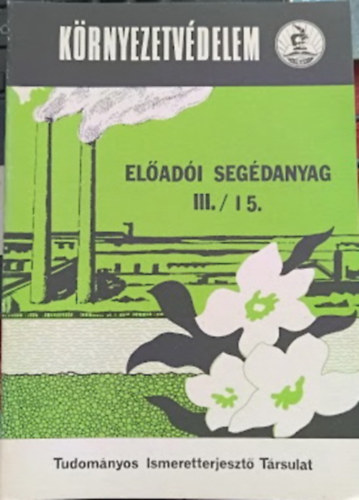 KÖRNYEZETVÉDELEM
ELŐADÓI SEGÉDANYAG
III. / 15.
Tudományos Ismeretterjesztő Társulat